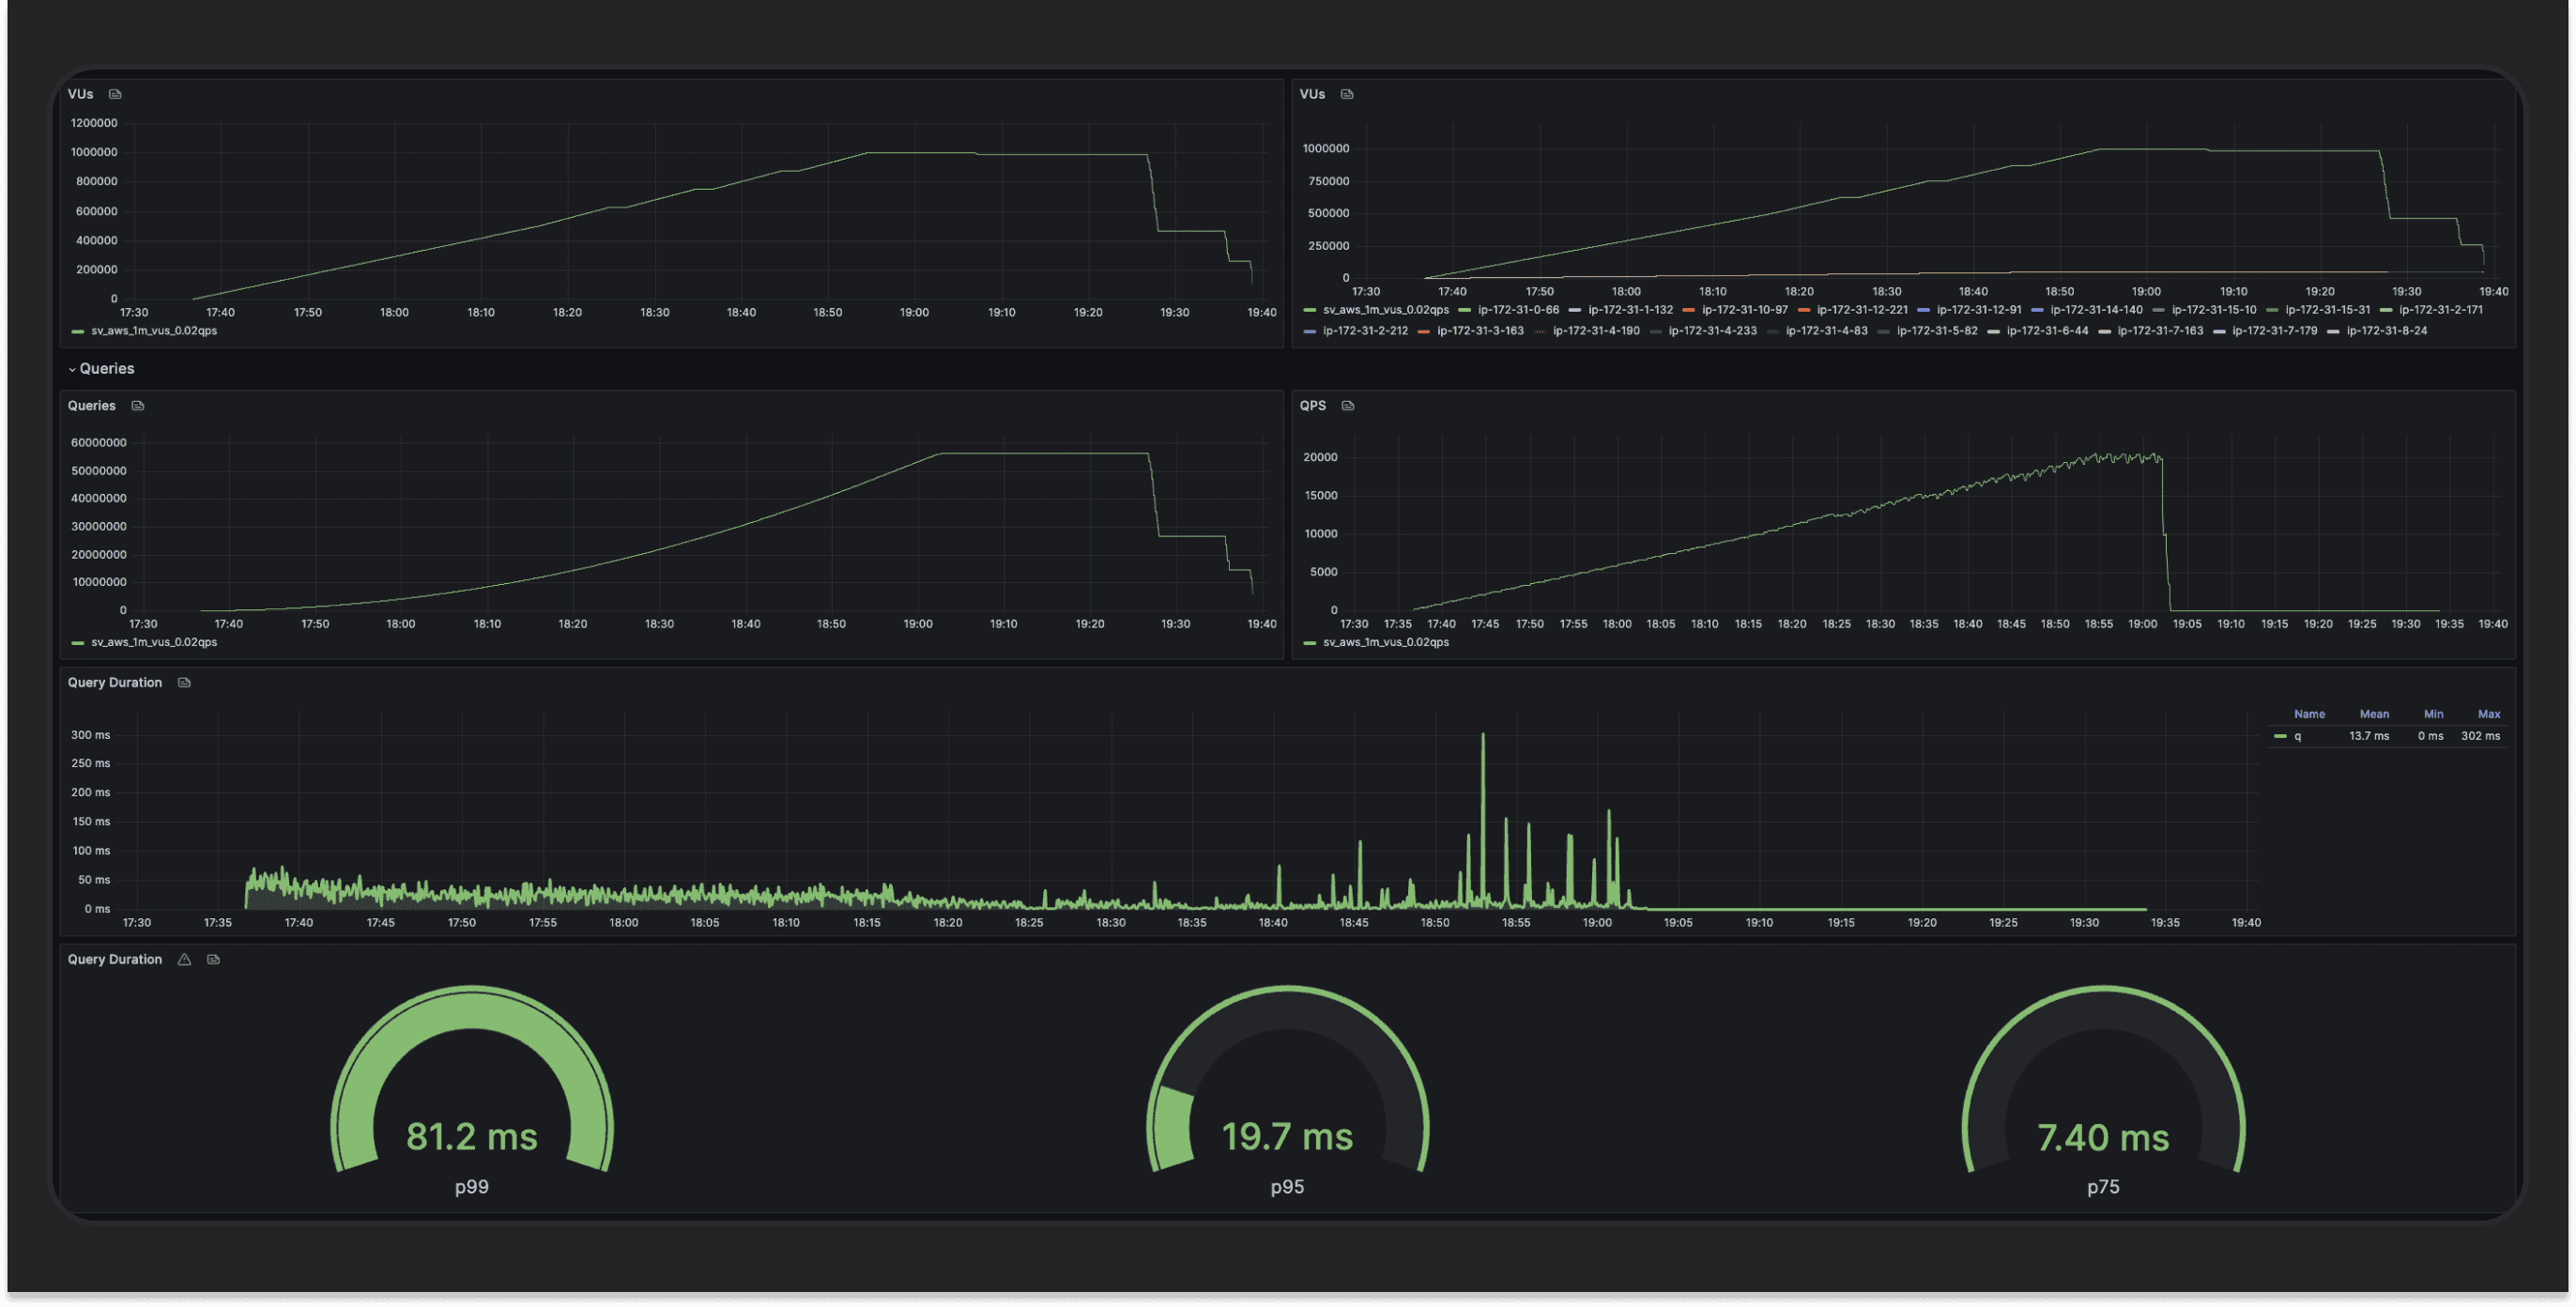 VUs
1200000
1000000
800000
600000
400000
200000
0
17:30 17:40 17:50 18:00 18:10 18:20 18:30 18:40 18:50 19:00 19:10 19:20 19:30 19:40
sv_aws_1m_vus_0.02qps
VUs
1000000
750000
500000
250000
0
17:30 17:40 17:50 18:00 18:10 18:20 18:30 18:40 18:50 19:00 19:10 19:20 19:30 19:40
sv_aws_1m_vus_0.02qps ip-172-31-0-66 ip-172-31-1-132 ip-172-31-10-97 ip-172-31-12-221 ip-172-31-12-91 ip-172-31-14-140 ip-172-31-15-10 ip-172-31-15-31 ip-172-31-2-171
ip-172-31-2-212 ip-172-31-3-163 ip-172-31-4-190 ip-172-31-4-233 ip-172-31-4-83 ip-172-31-5-82 ip-172-31-6-44 ip-172-31-7-163 ip-172-31-7-179 ip-172-31-8-24
Queries
Queries
60000000
50000000
40000000
30000000
20000000
10000000
0
17:30 17:40 17:50 18:00 18:10 18:20 18:30 18:40 18:50 19:00 19:10 19:20 19:30 19:40
sv_aws_1m_vus_0.02qps
QPS
20000
15000
10000
5000
0
17:30 17:35 17:40 17:45 17:50 17:55 18:00 18:05 18:10 18:15 18:20 18:25 18:30 18:35 18:40 18:45 18:50 18:55 19:00 19:05 19:10 19:15 19:20 19:25 19:30 19:35 19:40
sv_aws_1m_vus_0.02qps
Query Duration
300 ms
250 ms
200 ms
150 ms
100 ms
50 ms
0 ms
17:30 17:35 17:40 17:45 17:50 17:55 18:00 18:05 18:10 18:15 18:20 18:25 18:30 18:35 18:40 18:45 18:50 18:55 19:00 19:05 19:10 19:15 19:20 19:25 19:30 19:35 19:40
Name Mean Min Max
q 13.7 ms 0 ms 302 ms
Query Duration
81.2 ms
p99
19.7 ms
p95
7.40 ms
p75